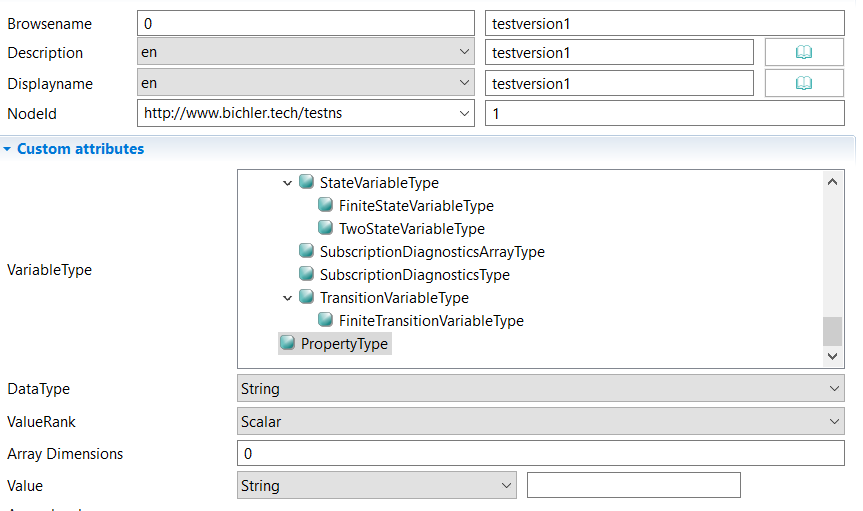 Browsename 0 testversion1
Description en testversion1
Displayname en testversion1
NodeId http://www.bichler.tech/testns 1
Custom attributes
StateVariableType
FiniteStateVariableType
TwoStateVariableType
SubscriptionDiagnosticsArrayType
VariableType
SubscriptionDiagnosticsType
TransitionVariableType
FiniteTransitionVariableType
PropertyType
DataType String
ValueRank Scalar
Array Dimensions 0
Value String